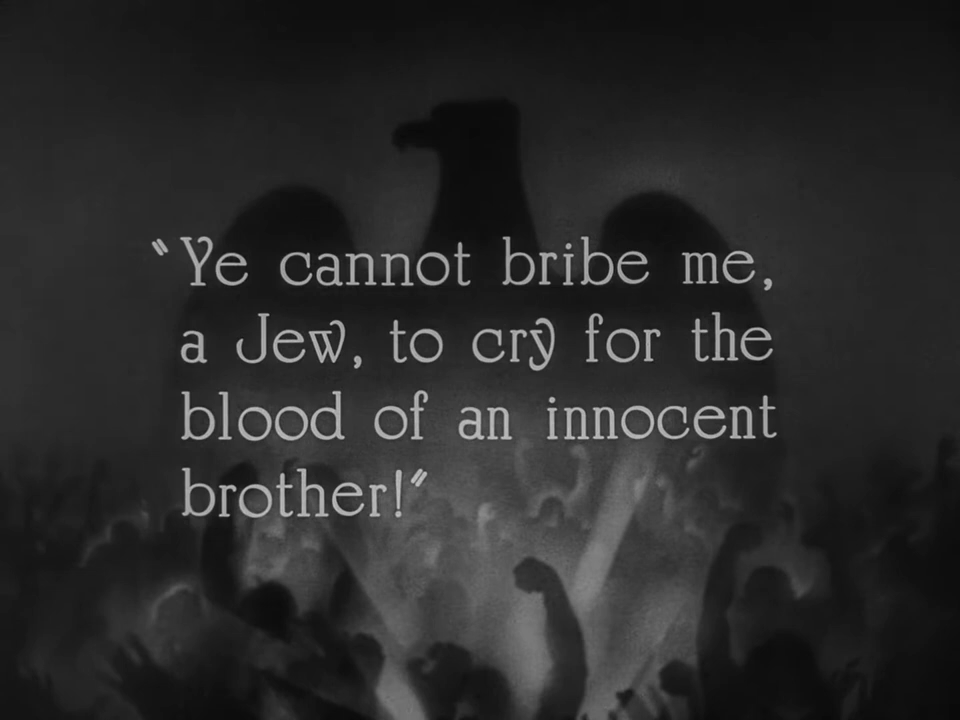 “Ye cannot bribe me,
a Jew, to cry for the
blood of an innocent
brother!”